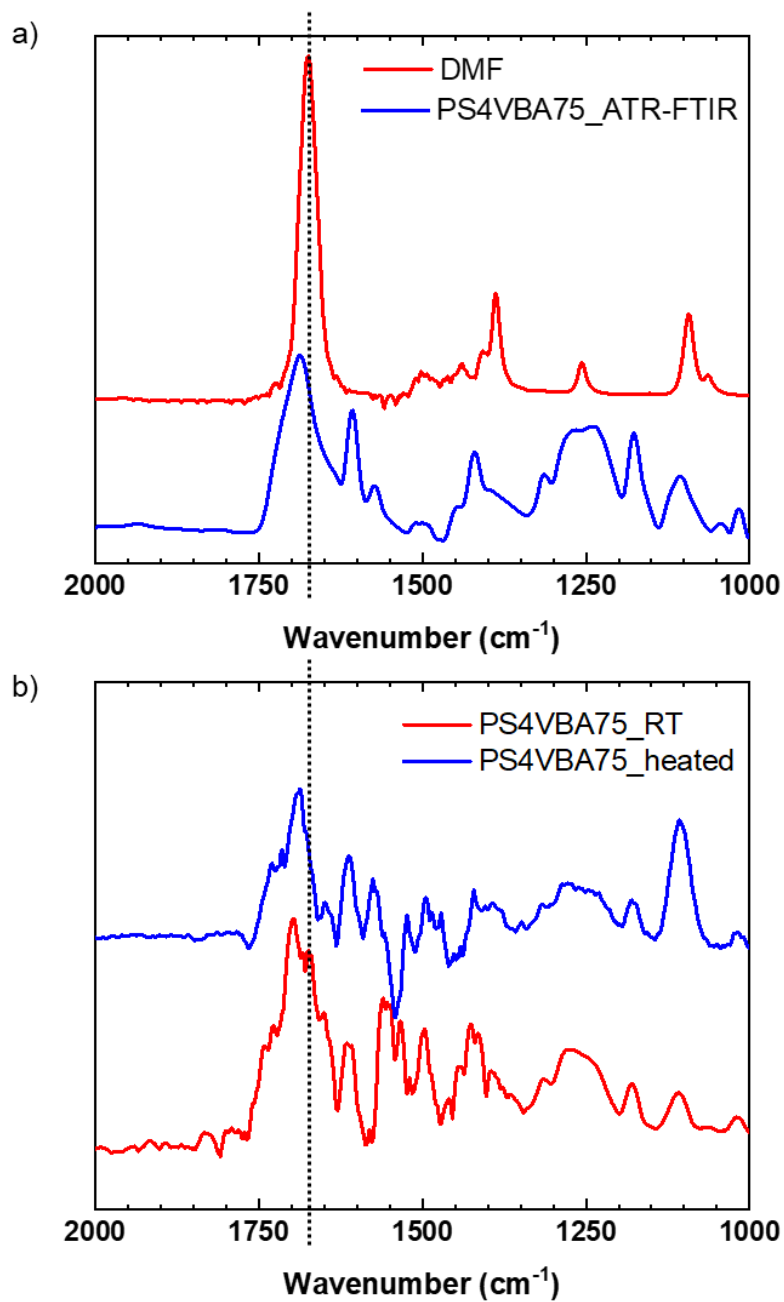 a)
DMF
PS4VBA75_ATR-FTIR
2000 1750 1500 1250 1000
Wavenumber (cm⁻¹)
b)
PS4VBA75_RT
PS4VBA75_heated
2000 1750 1500 1250 1000
Wavenumber (cm⁻¹)